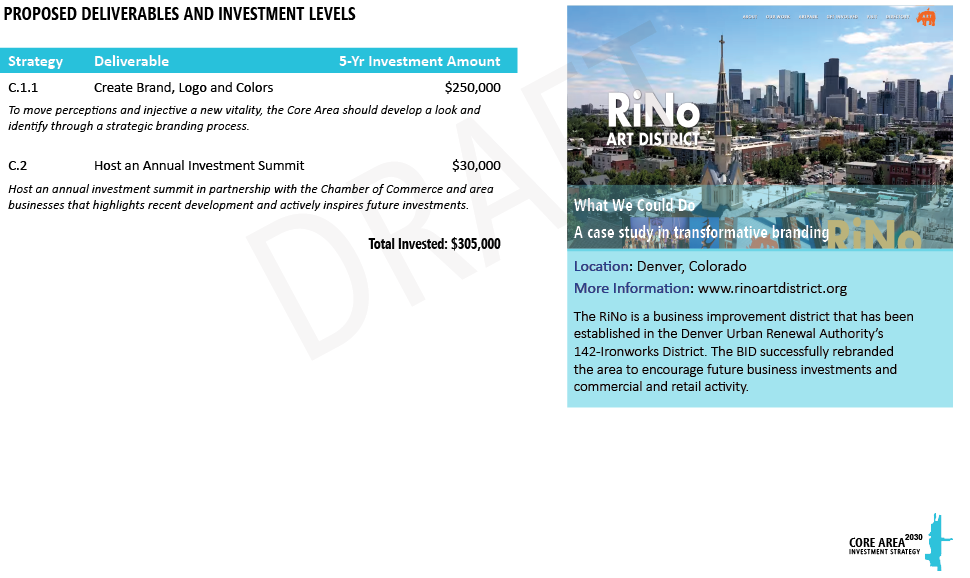 PROPOSED DELIVERABLES AND INVESTMENT LEVELS
Strategy Deliverable 5-Yr Investment Amount
C.1.1 Create Brand, Logo and Colors $250,000
To move perceptions and injective a new vitality, the Core Area should develop a look and
identify through a strategic branding process.
C.2 Host an Annual Investment Summit $30,000
Host an annual investment summit in partnership with the Chamber of Commerce and area
businesses that highlights recent development and actively inspires future investments.
Total Invested: $305,000
DRAFT
RiNo
ART DISTRICT
What We Could Do
A case study in transformative branding
RiNo
Location: Denver, Colorado
More Information: www.rinoartdistrict.org
The RiNo is a business improvement district that has been
established in the Denver Urban Renewal Authority’s
142-Ironworks District. The BID successfully rebranded
the area to encourage future business investments and
commercial and retail activity.
CORE AREA 2030
INVESTMENT STRATEGY